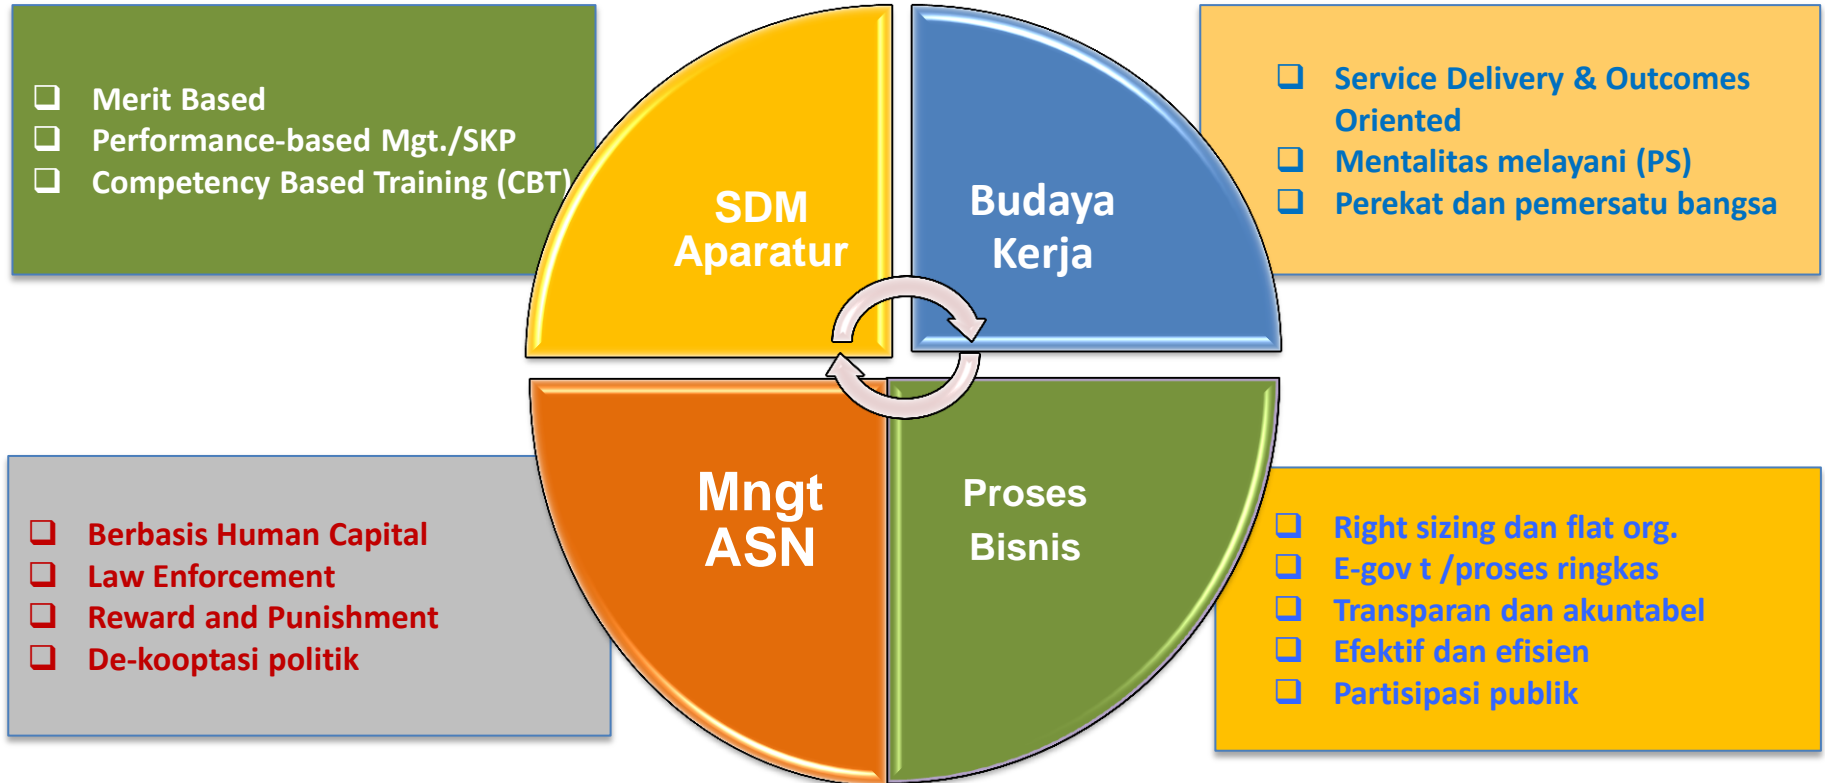 ❑ Merit Based
❑ Performance-based Mgt./SKP
❑ Competency Based Training (CBT)
SDM
Aparatur
Budaya
Kerja
❑ Service Delivery & Outcomes
Oriented
❑ Mentalitas melayani (PS)
❑ Perekat dan pemersatu bangsa
❑ Berbasis Human Capital
❑ Law Enforcement
❑ Reward and Punishment
❑ De-kooptasi politik
Mngt
ASN
Proses
Bisnis
❑ Right sizing dan flat org.
❑ E-gov t /proses ringkas
❑ Transparan dan akuntabel
❑ Efektif dan efisien
❑ Partisipasi publik